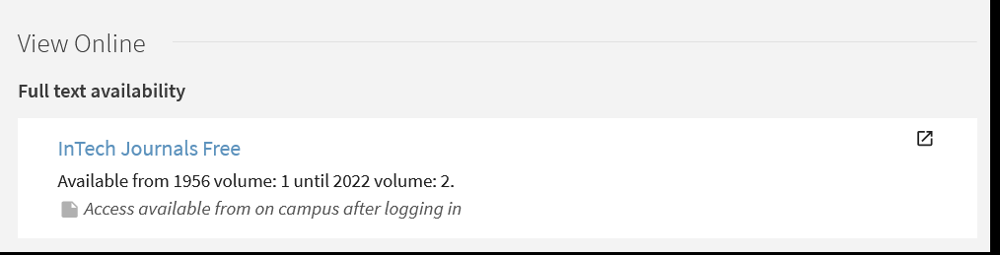 View Online
Full text availability
InTech Journals Free
Available from 1956 volume: 1 until 2022 volume: 2.
Access available from on campus after logging in